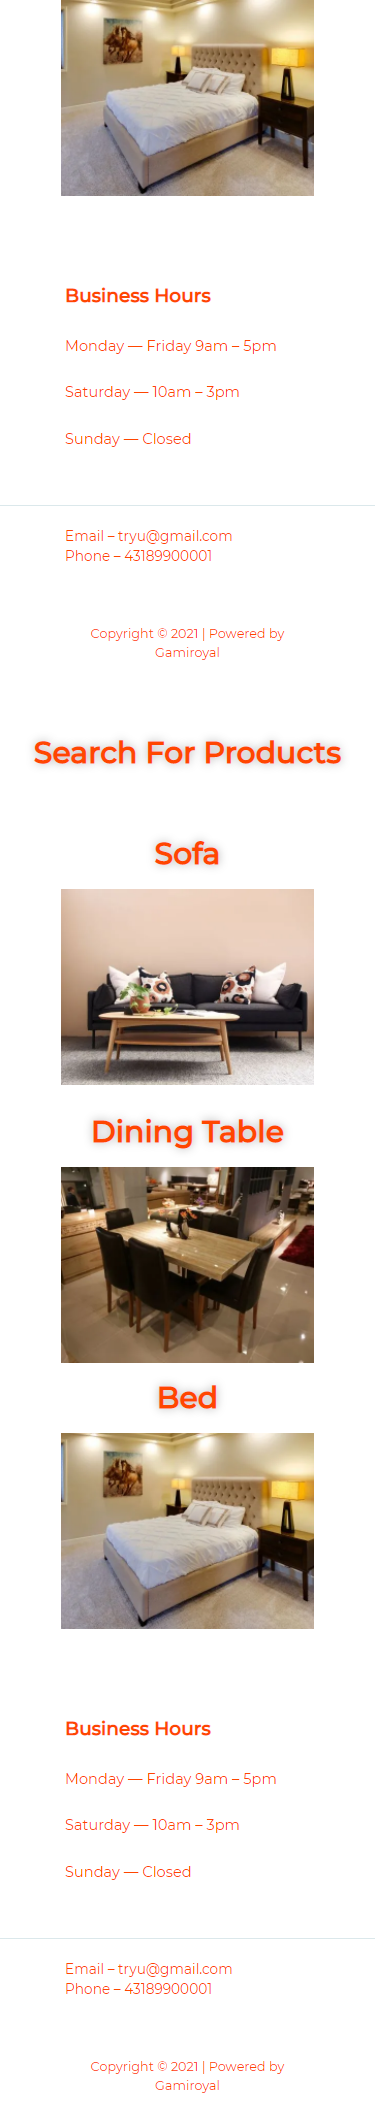 Business Hours
Monday — Friday 9am – 5pm
Saturday — 10am – 3pm
Sunday — Closed
Email – tryu@gmail.com
Phone – 43189900001
Copyright © 2021 | Powered by
Gamiroyal
Search For Products
Sofa
Dining Table
Bed
Business Hours
Monday — Friday 9am – 5pm
Saturday — 10am – 3pm
Sunday — Closed
Email – tryu@gmail.com
Phone – 43189900001
Copyright © 2021 | Powered by
Gamiroyal